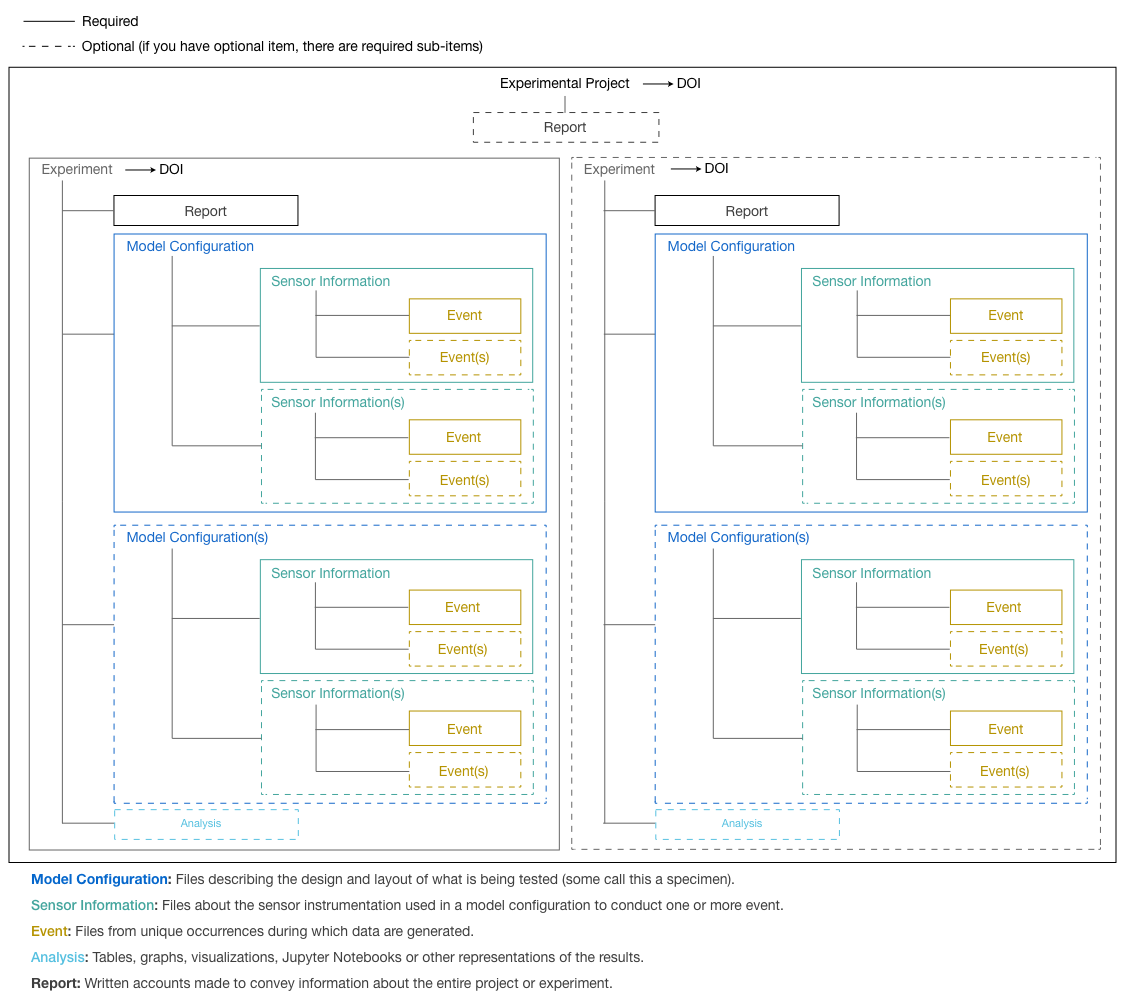 Required
Optional (if you have optional item, there are required sub-items)
Experimental Project
DOI
Report
Experiment
DOI
Report
Model Configuration
Sensor Information
Event
Event(s)
Sensor Information(s)
Event
Event(s)
Model Configuration(s)
Sensor Information
Event
Event(s)
Sensor Information(s)
Event
Event(s)
Analysis
Experiment
DOI
Report
Model Configuration
Sensor Information
Event
Event(s)
Sensor Information(s)
Event
Event(s)
Model Configuration(s)
Sensor Information
Event
Event(s)
Sensor Information(s)
Event
Event(s)
Analysis
Model Configuration: Files describing the design and layout of what is being tested (some call this a specimen).
Sensor Information: Files about the sensor instrumentation used in a model configuration to conduct one or more event.
Event: Files from unique occurrences during which data are generated.
Analysis: Tables, graphs, visualizations, Jupyter Notebooks or other representations of the results.
Report: Written accounts made to convey information about the entire project or experiment.